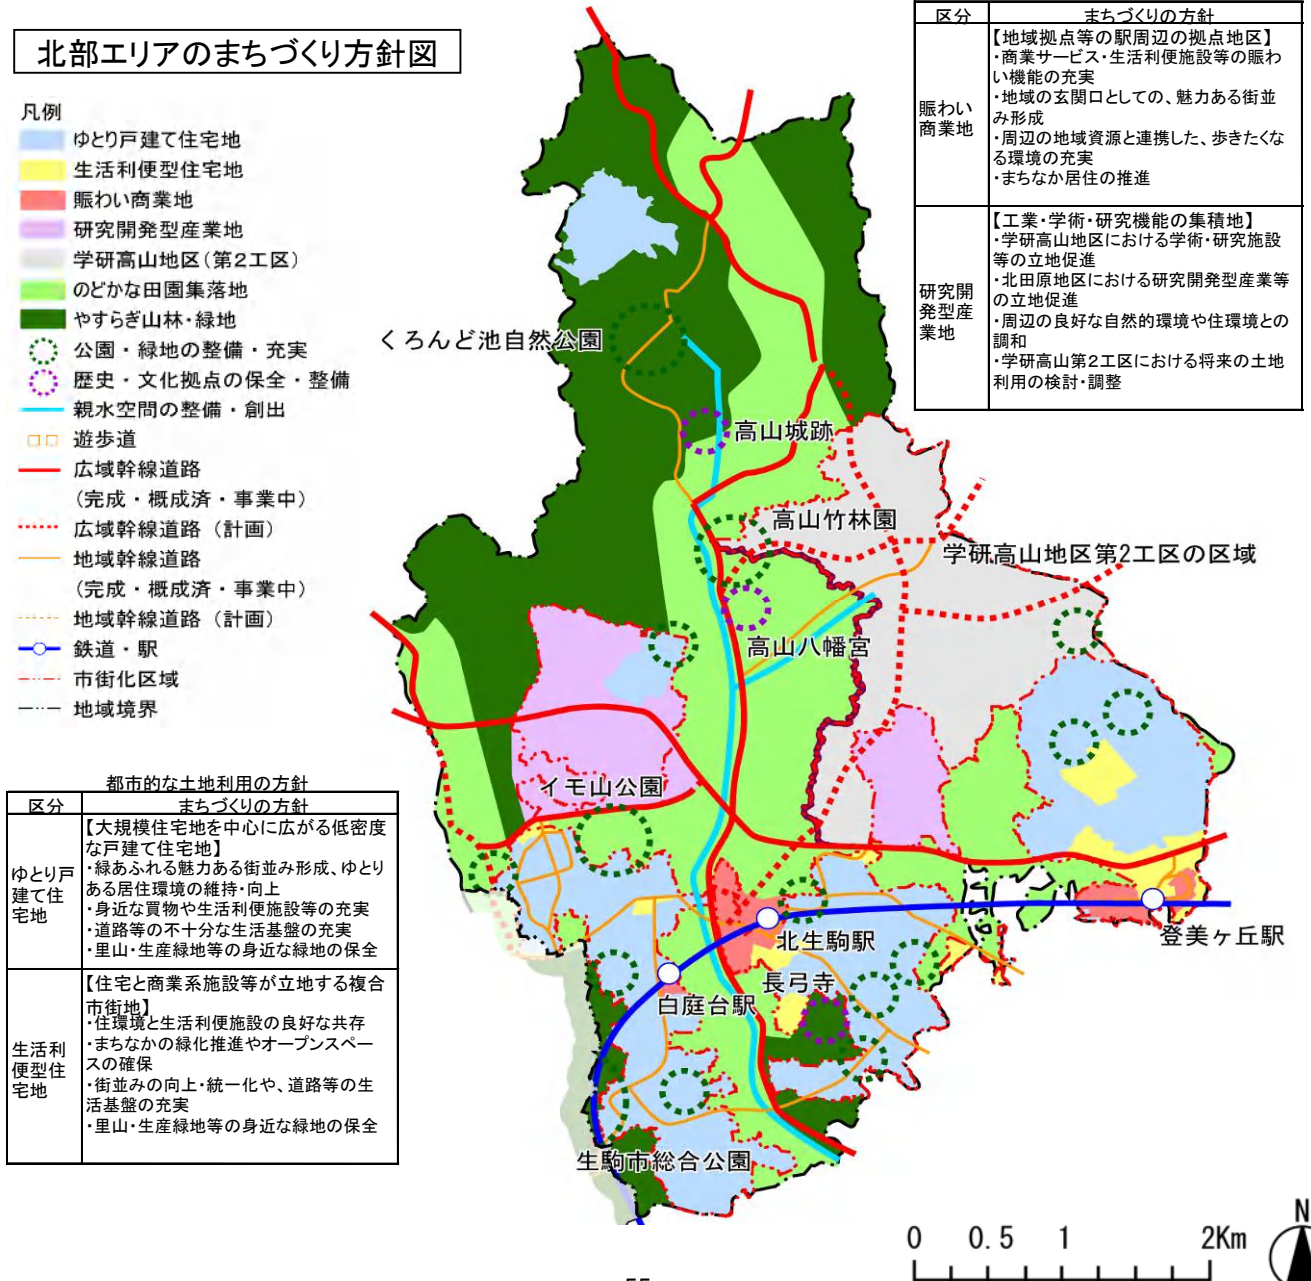 北部エリアのまちづくり方針図
凡例
ゆとり戸建て住宅地
生活利便型住宅地
賑わい商業地
研究開発型産業地
学研高山地区(第2工区)
のどかな田園集落地
やすらぎ山林・緑地
公園・緑地の整備・充実
歴史・文化拠点の保全・整備
親水空間の整備・創出
遊歩道
広域幹線道路
(完成・概成済・事業中)
広域幹線道路(計画)
地域幹線道路
(完成・概成済・事業中)
地域幹線道路(計画)
鉄道・駅
市街化区域
地域境界
都市的な土地利用の方針
区分 まちづくりの方針
ゆとり戸
建て住
宅地
【大規模住宅地を中心に広がる低密度
な戸建て住宅地】
・緑あふれる魅力ある街並み形成、ゆとり
ある居住環境の維持・向上
・身近な買物や生活利便施設等の充実
・道路等の不十分な生活基盤の充実
・里山・生産緑地等の身近な緑地の保全
生活利
便型住
宅地
【住宅と商業系施設等が立地する複合
市街地】
・住環境と生活利便施設の良好な共存
・まちなかの緑化推進やオープンスペー
スの確保
・街並みの向上・統一化や、道路等の生
活基盤の充実
・里山・生産緑地等の身近な緑地の保全
区分 まちづくりの方針
賑わい
商業地
【地域拠点等の駅周辺の拠点地区】
・商業サービス・生活利便施設等の賑わ
い機能の充実
・地域の玄関口としての、魅力ある街並
み形成
・周辺の地域資源と連携した、歩きたくな
る環境の充実
・まちなか居住の推進
研究開
発型産
業地
【工業・学術・研究機能の集積地】
・学研高山地区における学術・研究施設
等の立地促進
・北田原地区における研究開発型産業等
の立地促進
・周辺の良好な自然的環境や住環境との
調和
・学研高山第2工区における将来の土地
利用の検討・調整
くろんど池自然公園
高山城跡
高山竹林園
学研高山地区第2工区の区域
高山八幡宮
イモ山公園
北生駒駅
登美ヶ丘駅
長弓寺
白庭台駅
生駒市総合公園
0 0.5 1 2Km
N